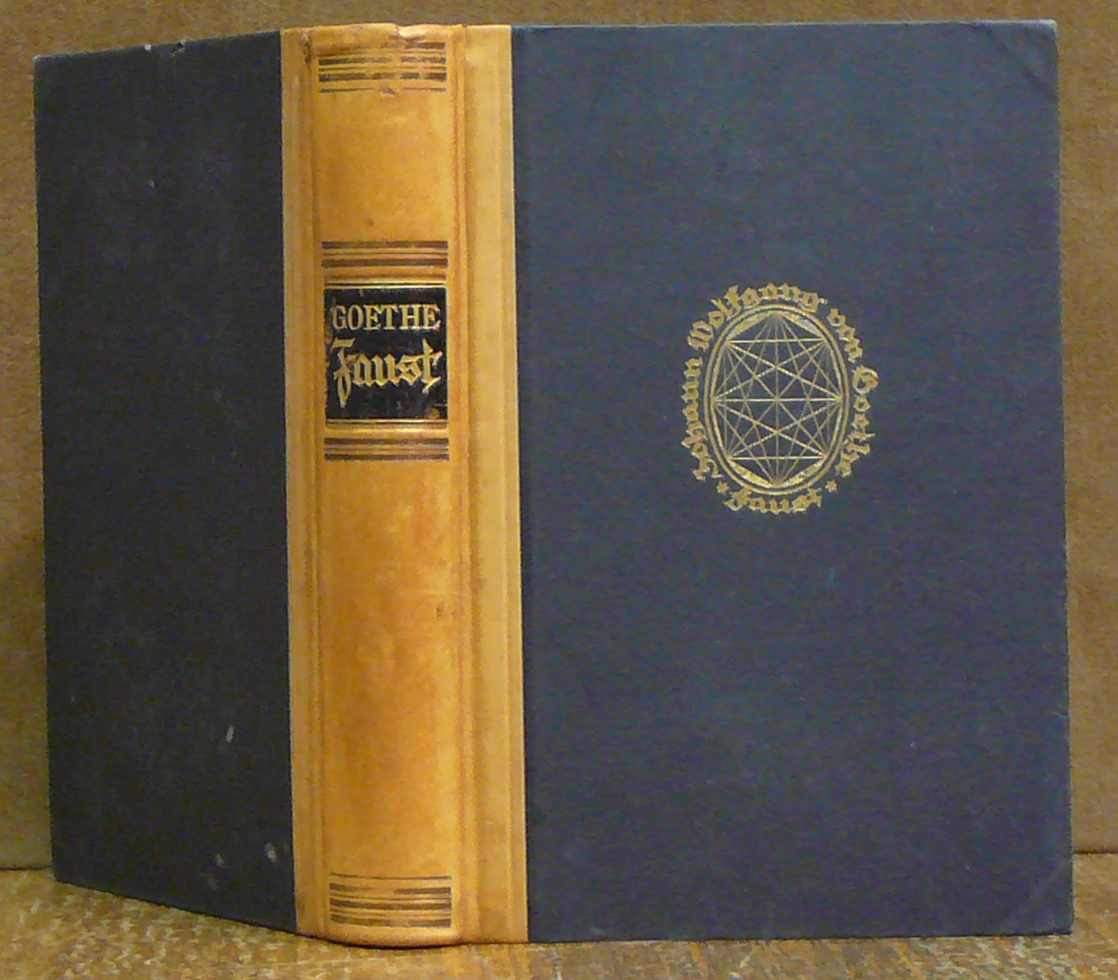 GOETHE
Faust
Johann Wolfgang von Goethe
* Faust *